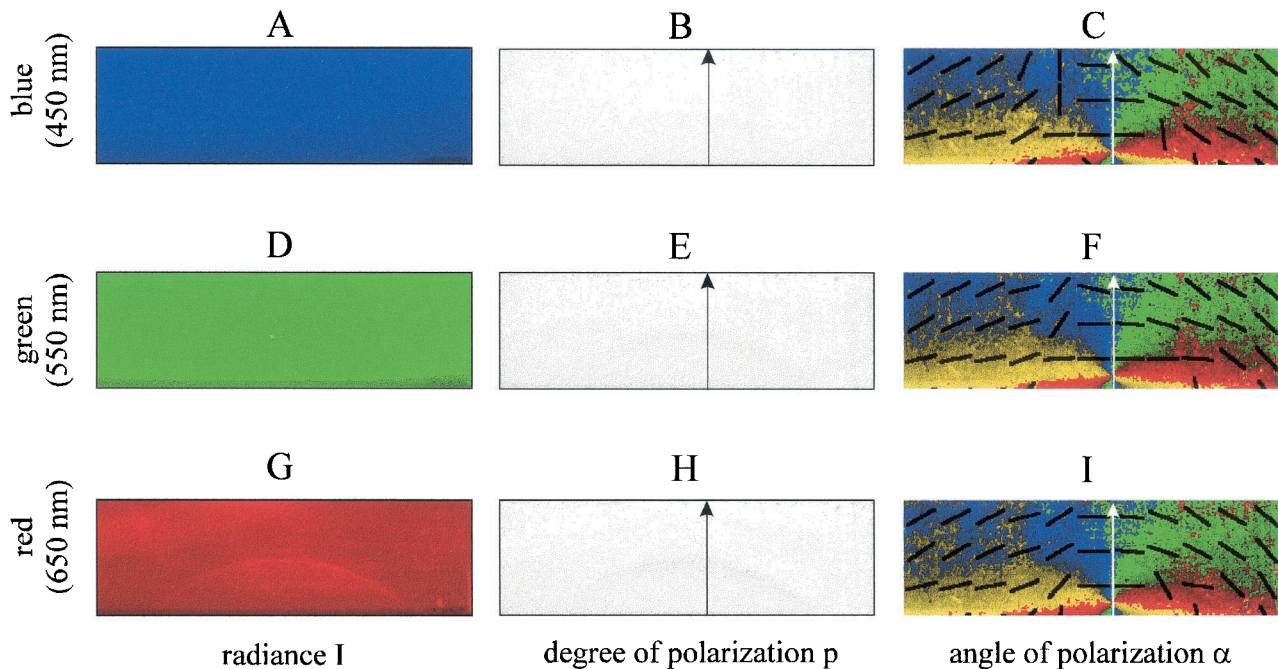 A
B
C
blue
(450 nm)
D
E
F
green
(550 nm)
G
H
I
red
(650 nm)
radiance I
degree of polarization p
angle of polarization α